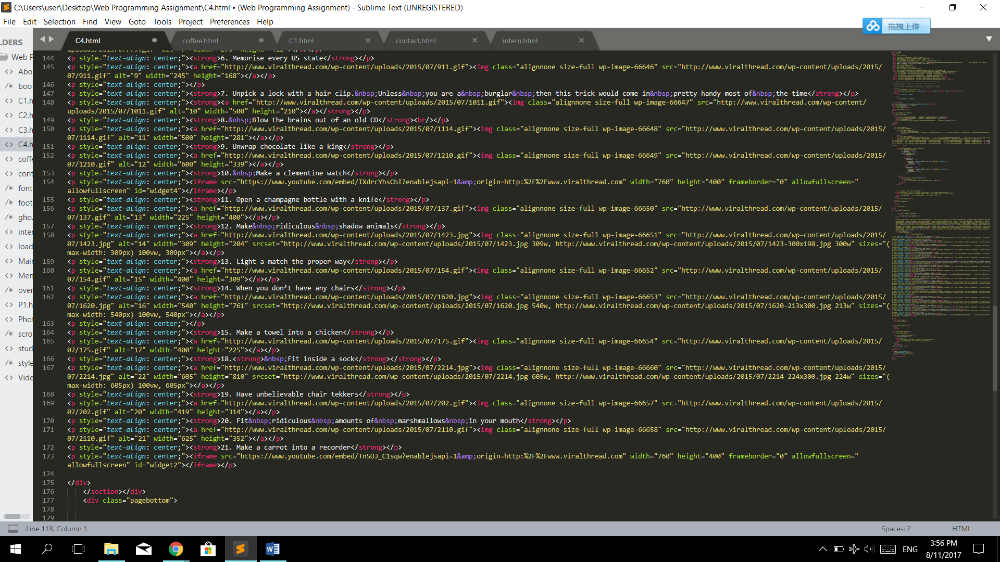 C:\Users\user\Desktop\Web Programming Assignment\C4.html • (Web Programming Assignment) - Sublime Text (UNREGISTERED)
File Edit Selection Find View Goto Tools Project Preferences Help
拖拽上传
LDERS
C4.html coffee.html C1.html contact.html intern.html
Web P
<> Abo
/* boot
<> C1.h
<> C2.h
<> C3.h
<> C4.h
<> coffe
<> cont
/* font
/* foot
/* gho.
<> inter
<> load
<> Mair
<> Men
/* over
<> P1.h
<> Phot
/* scro
<> stud
/* style
<> Vide
144 <p style="text-align: center;"><strong>6. Memorise every US state</strong></p>
145 <p style="text-align: center;"><a href="http://www.viralthread.com/wp-content/uploads/2015/07/911.gif"><img class="alignnone size-full wp-image-66646" src="http://www.viralthread.com/wp-content/uploads/2015/
07/911.gif" alt="9" width="245" height="168"></a></p>
146 <p style="text-align: center;"></p>
147 <p style="text-align: center;"><strong>7. Unpick a lock with a hair clip.&nbsp;Unless&nbsp;you are a&nbsp;burglar&nbsp;then this trick would come in&nbsp;pretty handy most of&nbsp;the time</strong></p>
148 <p style="text-align: center;"><strong><a href="http://www.viralthread.com/wp-content/uploads/2015/07/1011.gif"><img class="alignnone size-full wp-image-66647" src="http://www.viralthread.com/wp-content/
uploads/2015/07/1011.gif" alt="10" width="500" height="210"></a></strong></p>
149 <p style="text-align: center;"><strong>8.&nbsp;Blow the brains out of an old CD</strong><br/></p>
150 <p style="text-align: center;"><a href="http://www.viralthread.com/wp-content/uploads/2015/07/1114.gif"><img class="alignnone size-full wp-image-66648" src="http://www.viralthread.com/wp-content/uploads/2015/
07/1114.gif" alt="11" width="500" height="281"></a></p>
151 <p style="text-align: center;"><strong>9. Unwrap chocolate like a king</strong></p>
152 <p style="text-align: center;"><a href="http://www.viralthread.com/wp-content/uploads/2015/07/1210.gif"><img class="alignnone size-full wp-image-66649" src="http://www.viralthread.com/wp-content/uploads/2015/
07/1210.gif" alt="12" width="600" height="339"></a></p>
153 <p style="text-align: center;"><strong>10.&nbsp;Make a clementine watch</strong></p>
154 <p style="text-align: center;"><iframe src="https://www.youtube.com/embed/IXdrcYhsCbI?enablejsapi=1&amp;origin=http:%2F%2Fwww.viralthread.com" width="760" height="400" frameborder="0" allowfullscreen="
allowfullscreen" id="widget4"></iframe></p>
155 <p style="text-align: center;"><strong>11. Open a champagne bottle with a knife</strong></p>
156 <p style="text-align: center;"><a href="http://www.viralthread.com/wp-content/uploads/2015/07/137.gif"><img class="alignnone size-full wp-image-66650" src="http://www.viralthread.com/wp-content/uploads/2015/
07/137.gif" alt="13" width="225" height="400"></a></p>
157 <p style="text-align: center;"><strong>12. Make&nbsp;ridiculous&nbsp;shadow animals</strong></p>
158 <p style="text-align: center;"><a href="http://www.viralthread.com/wp-content/uploads/2015/07/1423.jpg"><img class="alignnone size-full wp-image-66651" src="http://www.viralthread.com/wp-content/uploads/2015/
07/1423.jpg" alt="14" width="309" height="204" srcset="http://www.viralthread.com/wp-content/uploads/2015/07/1423.jpg 309w, http://www.viralthread.com/wp-content/uploads/2015/07/1423-300x198.jpg 300w" sizes="(
max-width: 309px) 100vw, 309px"></a></p>
159 <p style="text-align: center;"><strong>13. Light a match the proper way</strong></p>
160 <p style="text-align: center;"><a href="http://www.viralthread.com/wp-content/uploads/2015/07/154.gif"><img class="alignnone size-full wp-image-66652" src="http://www.viralthread.com/wp-content/uploads/2015/
07/154.gif" alt="15" width="400" height="309"></a></p>
161 <p style="text-align: center;"><strong>14. When you don’t have any chairs</strong></p>
162 <p style="text-align: center;"><a href="http://www.viralthread.com/wp-content/uploads/2015/07/1620.jpg"><img class="alignnone size-full wp-image-66653" src="http://www.viralthread.com/wp-content/uploads/2015/
07/1620.jpg" alt="16" width="540" height="761" srcset="http://www.viralthread.com/wp-content/uploads/2015/07/1620.jpg 540w, http://www.viralthread.com/wp-content/uploads/2015/07/1620-213x300.jpg 213w" sizes="(
max-width: 540px) 100vw, 540px"></a></p>
163 <p style="text-align: center;"></p>
164 <p style="text-align: center;"><strong>15. Make a towel into a chicken</strong></p>
165 <p style="text-align: center;"><a href="http://www.viralthread.com/wp-content/uploads/2015/07/175.gif"><img class="alignnone size-full wp-image-66654" src="http://www.viralthread.com/wp-content/uploads/2015/
07/175.gif" alt="17" width="400" height="225"></a></p>
166 <p style="text-align: center;"><strong>18.<strong>&nbsp;Fit inside a sock</strong></strong></p>
167 <p style="text-align: center;"><a href="http://www.viralthread.com/wp-content/uploads/2015/07/2214.jpg"><img class="alignnone size-full wp-image-66660" src="http://www.viralthread.com/wp-content/uploads/2015/
07/2214.jpg" alt="22" width="605" height="810" srcset="http://www.viralthread.com/wp-content/uploads/2015/07/2214.jpg 605w, http://www.viralthread.com/wp-content/uploads/2015/07/2214-224x300.jpg 224w" sizes="(
max-width: 605px) 100vw, 605px"></a></p>
168 <p style="text-align: center;"><strong>19. Have unbelievable chair tekkers</strong></p>
169 <p style="text-align: center;"><a href="http://www.viralthread.com/wp-content/uploads/2015/07/202.gif"><img class="alignnone size-full wp-image-66657" src="http://www.viralthread.com/wp-content/uploads/2015/
07/202.gif" alt="20" width="419" height="314"></a></p>
170 <p style="text-align: center;"><strong>20. Fit&nbsp;ridiculous&nbsp;amounts of&nbsp;marshmallows&nbsp;in your mouth</strong></p>
171 <p style="text-align: center;"><a href="http://www.viralthread.com/wp-content/uploads/2015/07/2110.gif"><img class="alignnone size-full wp-image-66658" src="http://www.viralthread.com/wp-content/uploads/2015/
07/2110.gif" alt="21" width="625" height="352"></a></p>
172 <p style="text-align: center;"><strong>21. Make a carrot into a recorder</strong></p>
173 <p style="text-align: center;"><iframe src="https://www.youtube.com/embed/Tn5O3_C1sqw?enablejsapi=1&amp;origin=http:%2F%2Fwww.viralthread.com" width="760" height="400" frameborder="0" allowfullscreen="
allowfullscreen" id="widget2"></iframe></p>
174
175 </div>
176 </section></div>
177 <div class="pagebottom">
178
179
Line 118, Column 1 Spaces: 2 HTML
ENG 3:56 PM
8/11/2017